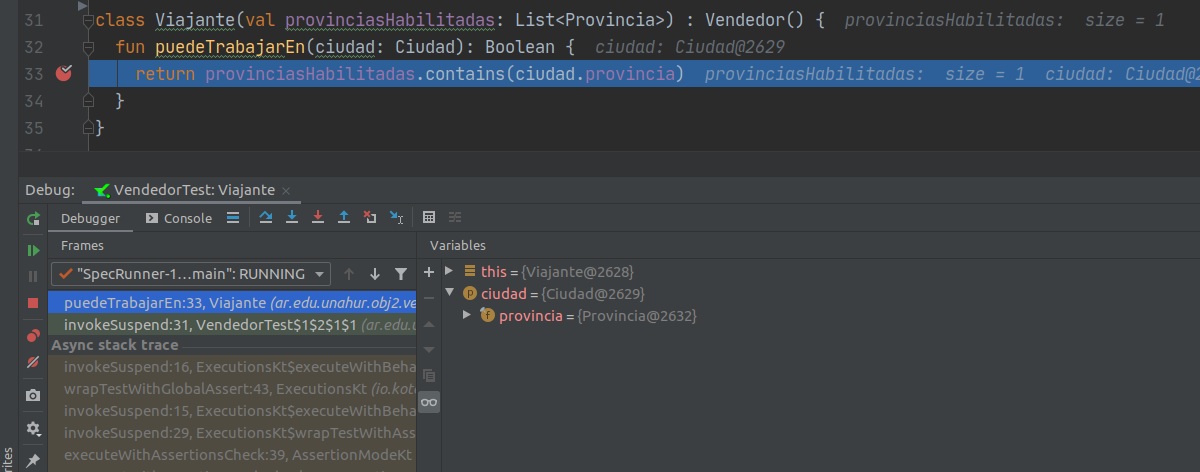 31 class Viajante(val provinciasHabilitadas: List<Provincia>) : Vendedor() { provinciasHabilitadas: size = 1
32 fun puedeTrabajarEn(ciudad: Ciudad): Boolean { ciudad: Ciudad@2629
33 return provinciasHabilitadas.contains(ciudad.provincia) provinciasHabilitadas: size = 1 ciudad: Ciudad@2
34 }
35 }
Debug: VendedorTest: Viajante ×
Debugger Console
Frames
Variables
"SpecRunner-1...main": RUNNING
puedeTrabajarEn:33, Viajante (ar.edu.unahur.obj2.ve
invokeSuspend:31, VendedorTest$1$2$1$1 (ar.edu.
Async stack trace
invokeSuspend:16, ExecutionsKt$executeWithBeha
wrapTestWithGlobalAssert:43, ExecutionsKt (io.kot
invokeSuspend:15, ExecutionsKt$executeWithBeha
invokeSuspend:29, ExecutionsKt$wrapTestWithAss
executeWithAssertionsCheck:39, AssertionModeKt
this = {Viajante@2628}
ciudad = {Ciudad@2629}
provincia = {Provincia@2632}
rites